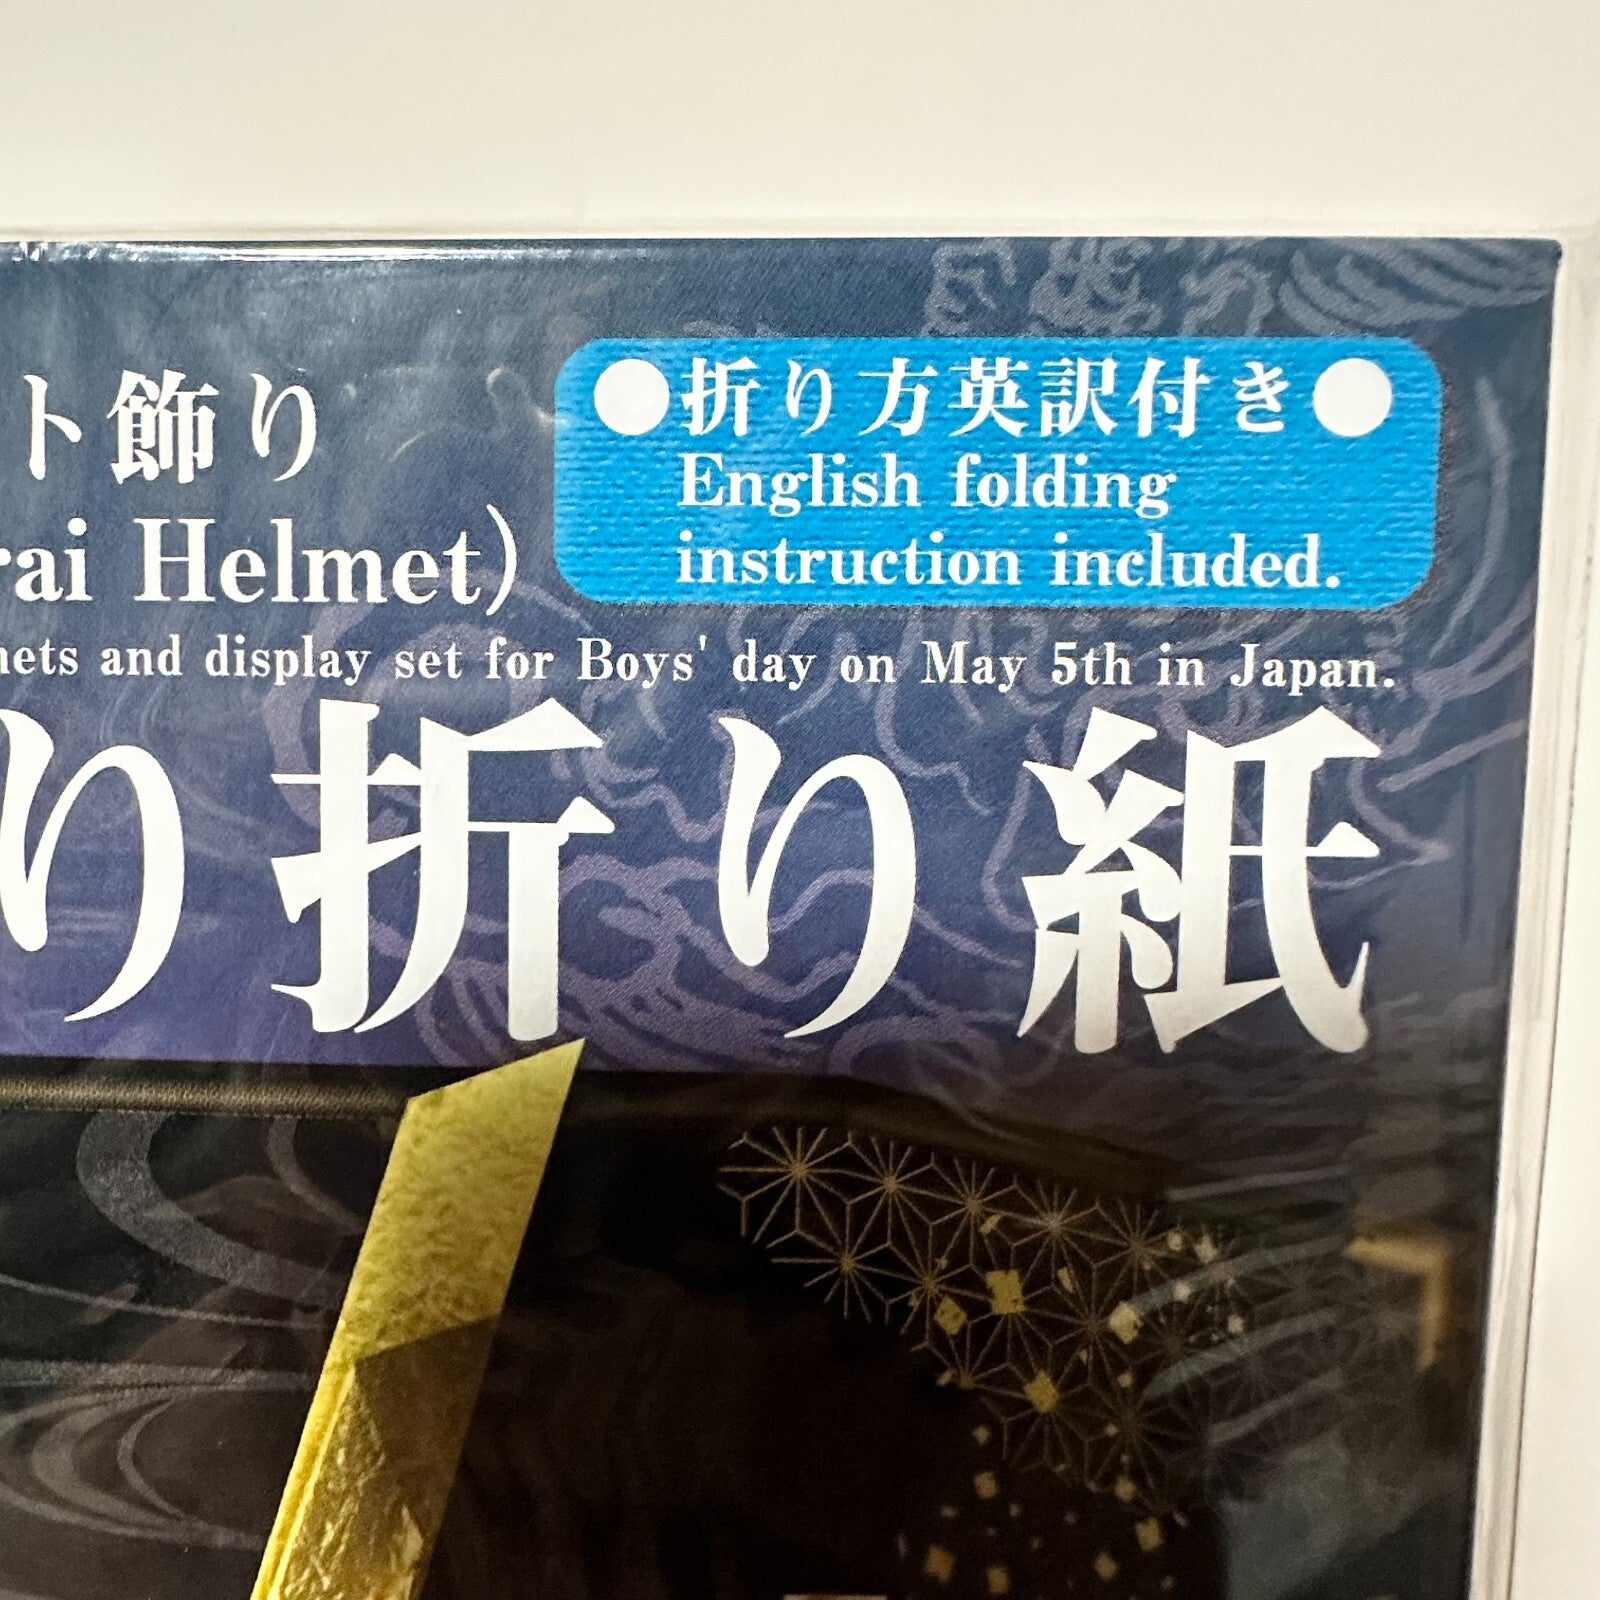 ト飾り
●折り方英訳付き●
English folding
instruction included.
rai Helmet)
and display set for Boys' day on May 5th in Japan.
り折り紙